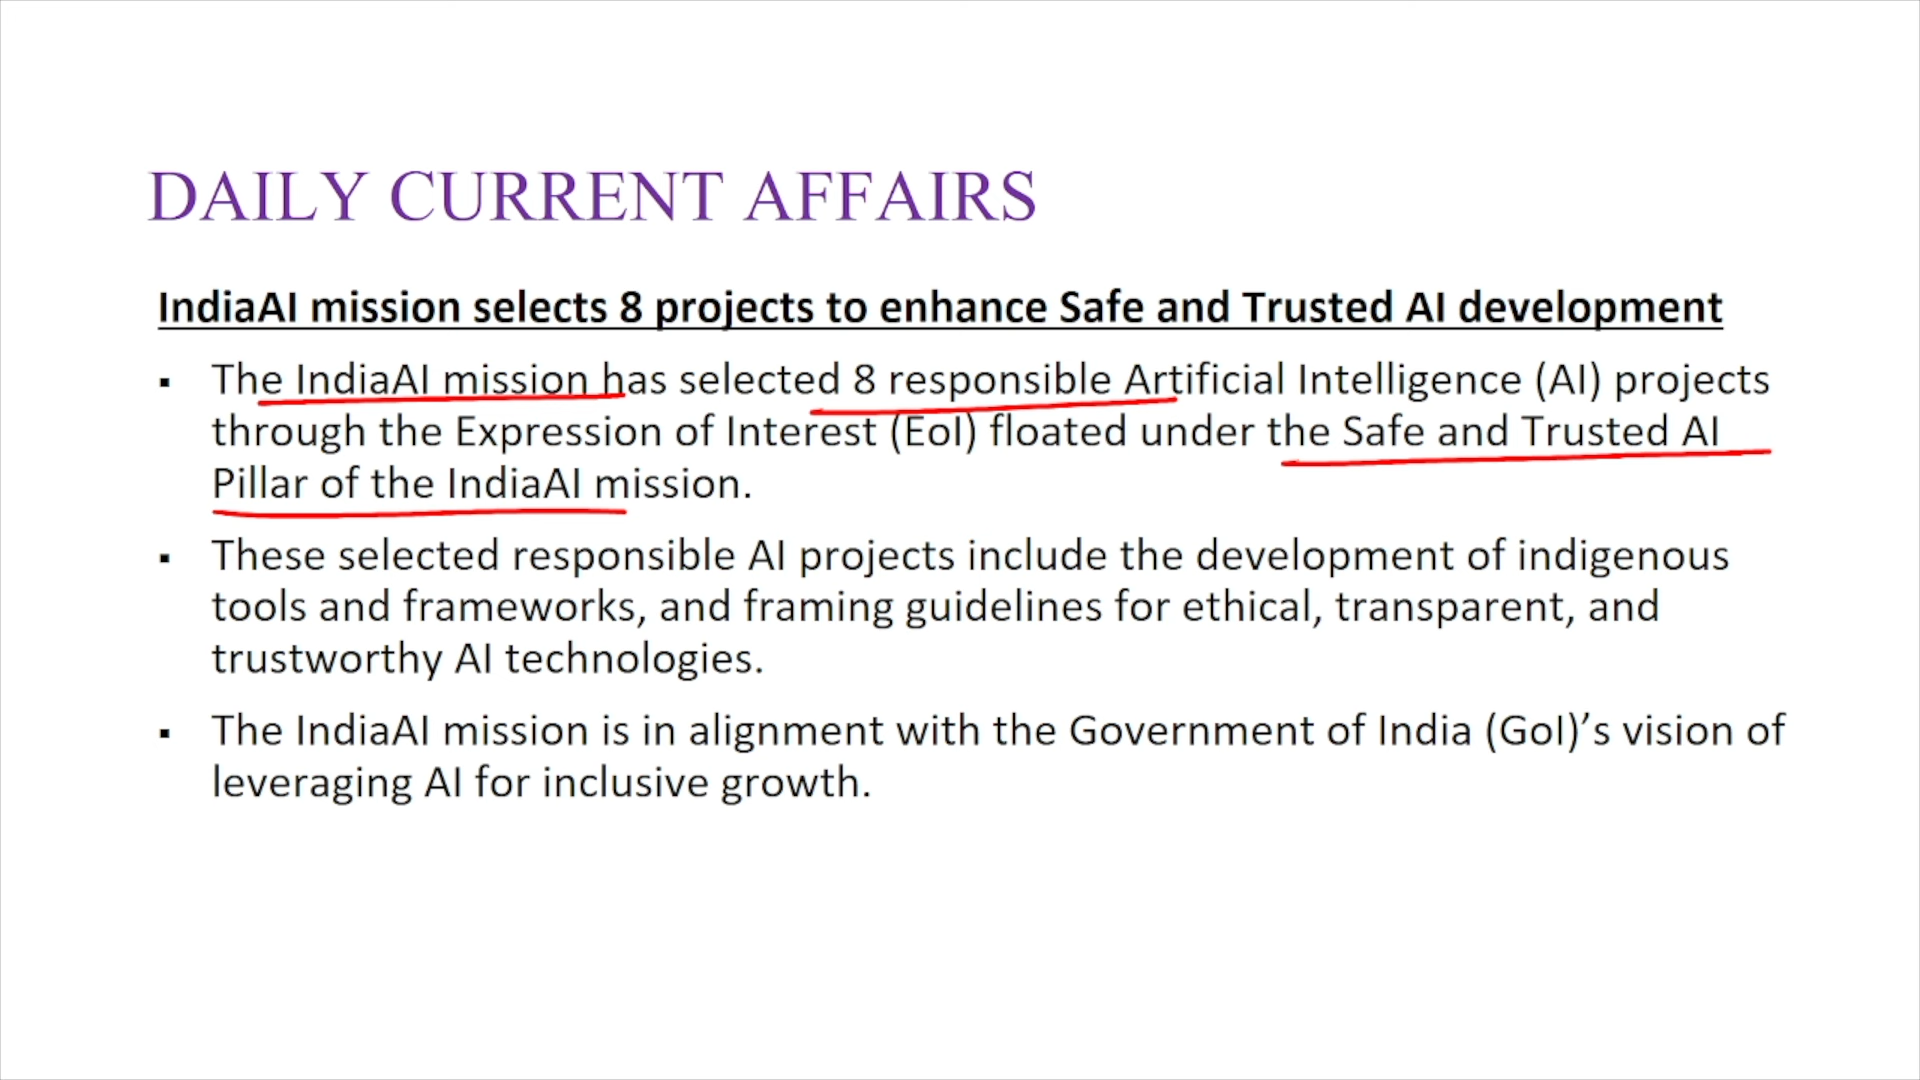 DAILY CURRENT AFFAIRS
IndiaAI mission selects 8 projects to enhance Safe and Trusted AI development
▪ The IndiaAI mission has selected 8 responsible Artificial Intelligence (AI) projects
through the Expression of Interest (EoI) floated under the Safe and Trusted AI
Pillar of the IndiaAI mission.
▪ These selected responsible AI projects include the development of indigenous
tools and frameworks, and framing guidelines for ethical, transparent, and
trustworthy AI technologies.
▪ The IndiaAI mission is in alignment with the Government of India (GoI)’s vision of
leveraging AI for inclusive growth.